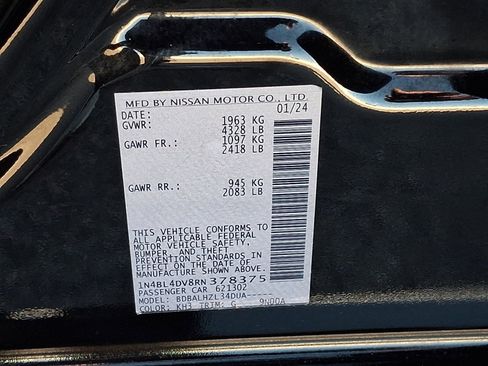 MFD BY NISSAN MOTOR CO., LTD.
DATE: 01/24
GVWR: 1963 KG
4328 LB
GAWR FR.: 1097 KG
2418 LB
GAWR RR.: 945 KG
2083 LB
THIS VEHICLE CONFORMS TO
ALL APPLICABLE FEDERAL
MOTOR VEHICLE SAFETY,
BUMPER, AND THEFT
PREVENTION STANDARDS IN
EFFECT ON THE DATE OF
MANUFACTURE SHOWN ABOVE.
1N4BL4DV8RN378375
PASSENGER CAR 621302
MODEL: BDBALHZL34DUA-----
COLOR: KH3 TRIM: G